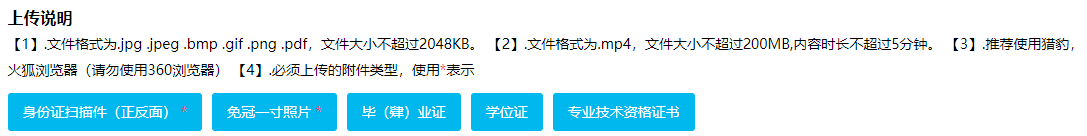 上传说明
【1】.文件格式为.jpg .jpeg .bmp .gif .png .pdf，文件大小不超过2048KB。 【2】.文件格式为.mp4，文件大小不超过200MB,内容时长不超过5分钟。 【3】.推荐使用猎豹，
火狐浏览器（请勿使用360浏览器） 【4】.必须上传的附件类型，使用*表示
身份证扫描件（正反面） * 免冠一寸照片 * 毕（肄）业证 学位证 专业技术资格证书